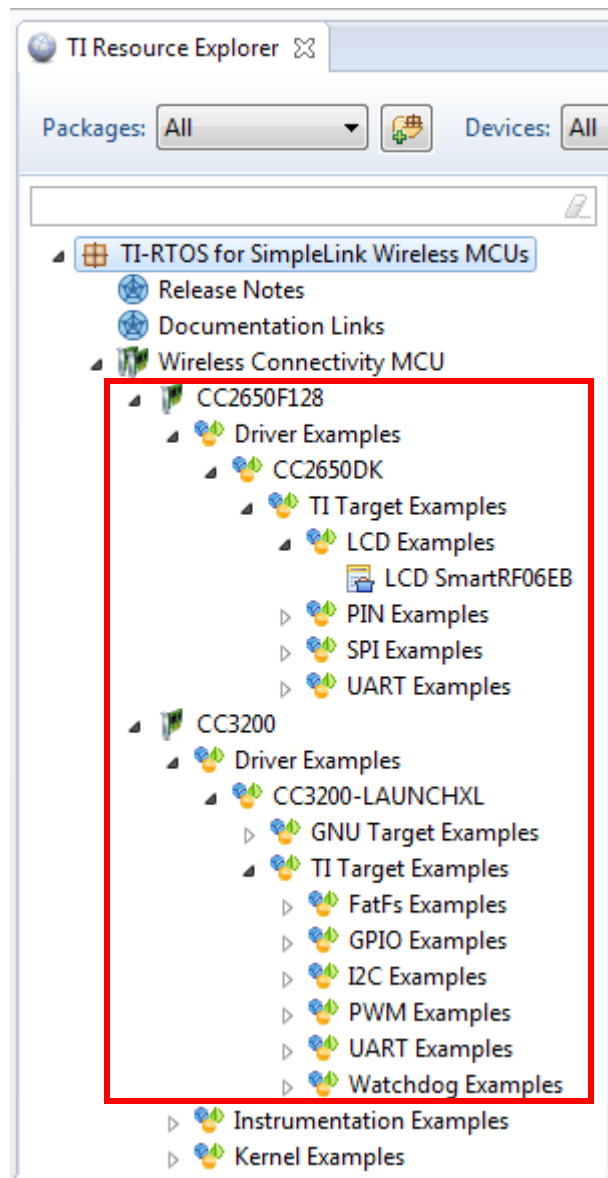 TI Resource Explorer
Packages: All Devices: All
TI-RTOS for SimpleLink Wireless MCUs
Release Notes
Documentation Links
Wireless Connectivity MCU
CC2650F128
Driver Examples
CC2650DK
TI Target Examples
LCD Examples
LCD SmartRF06EB
PIN Examples
SPI Examples
UART Examples
CC3200
Driver Examples
CC3200-LAUNCHXL
GNU Target Examples
TI Target Examples
FatFs Examples
GPIO Examples
I2C Examples
PWM Examples
UART Examples
Watchdog Examples
Instrumentation Examples
Kernel Examples